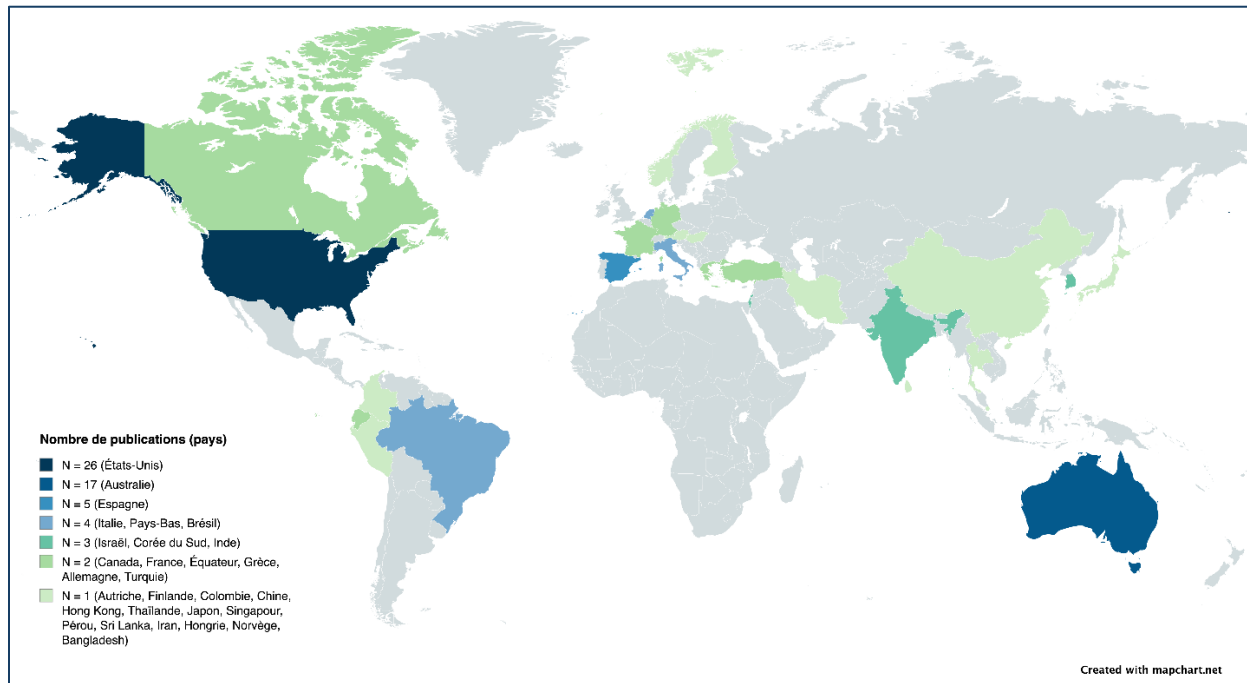 Nombre de publications (pays)
N = 26 (États-Unis)
N = 17 (Australie)
N = 5 (Espagne)
N = 4 (Italie, Pays-Bas, Brésil)
N = 3 (Israël, Corée du Sud, Inde)
N = 2 (Canada, France, Équateur, Grèce,
Allemagne, Turquie)
N = 1 (Autriche, Finlande, Colombie, Chine,
Hong Kong, Thaïlande, Japon, Singapour,
Pérou, Sri Lanka, Iran, Hongrie, Norvège,
Bangladesh)
Created with mapchart.net